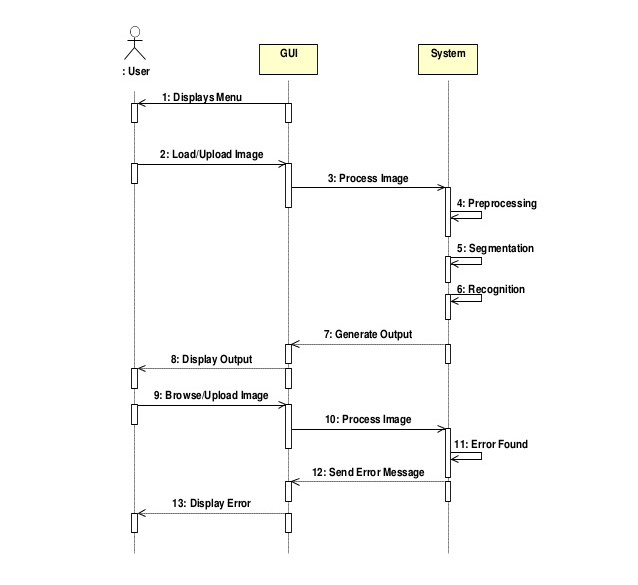 GUI
System
: User
1: Displays Menu
2: Load/Upload Image
3: Process Image
4: Preprocessing
5: Segmentation
6: Recognition
7: Generate Output
8: Display Output
9: Browse/Upload Image
10: Process Image
11: Error Found
12: Send Error Message
13: Display Error